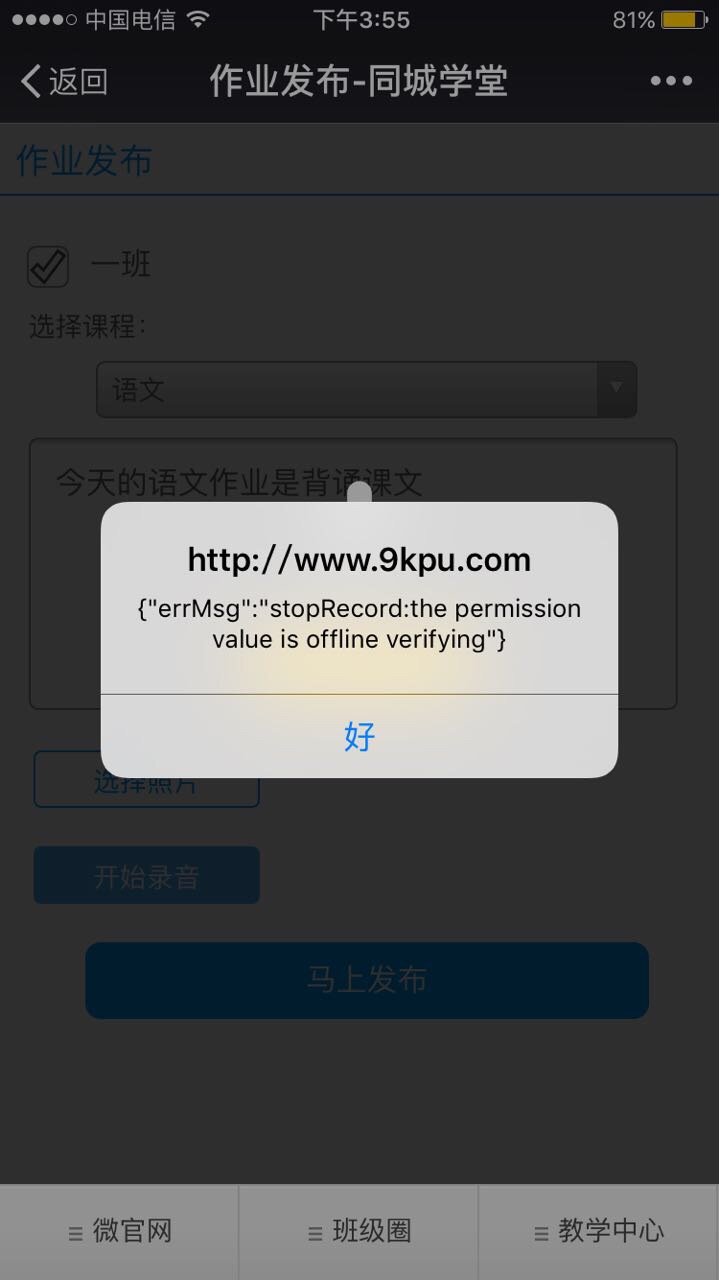 中国电信 下午3:55 81%
返回 作业发布-同城学堂
作业发布
一班
选择课程：
语文
今天的语文作业是背诵课文
http://www.9kpu.com
{"errMsg":"stopRecord:the permission
value is offline verifying"}
好
选择照片
开始录音
马上发布
微官网 班级圈 教学中心